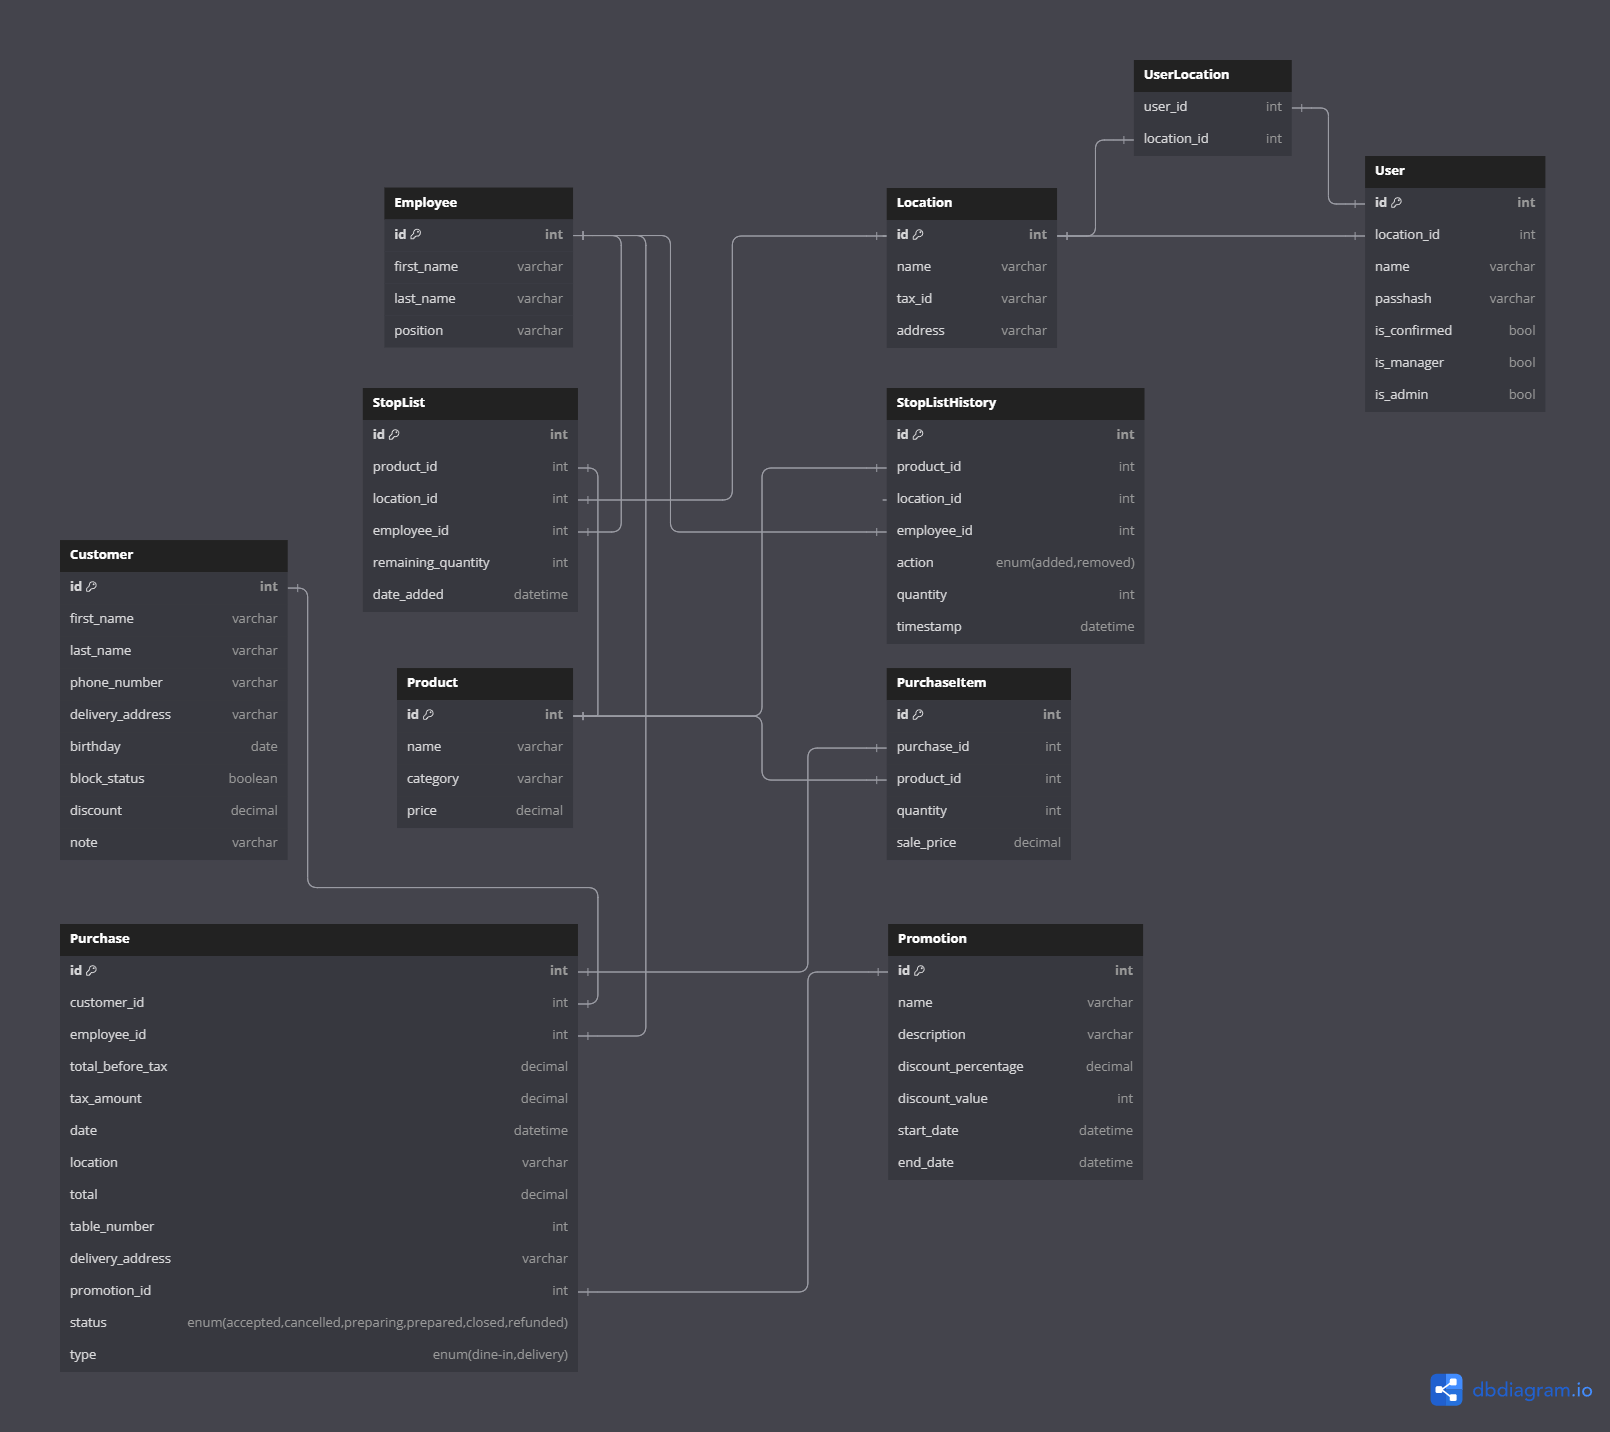 UserLocation
user_id int
location_id int
User
id int
location_id int
name varchar
passhash varchar
is_confirmed bool
is_manager bool
is_admin bool
Employee
id int
first_name varchar
last_name varchar
position varchar
Location
id int
name varchar
tax_id varchar
address varchar
StopList
id int
product_id int
location_id int
employee_id int
remaining_quantity int
date_added datetime
StopListHistory
id int
product_id int
location_id int
employee_id int
action enum(added,removed)
quantity int
timestamp datetime
Customer
id int
first_name varchar
last_name varchar
phone_number varchar
delivery_address varchar
birthday date
block_status boolean
discount decimal
note varchar
Product
id int
name varchar
category varchar
price decimal
PurchaseItem
id int
purchase_id int
product_id int
quantity int
sale_price decimal
Purchase
id int
customer_id int
employee_id int
total_before_tax decimal
tax_amount decimal
date datetime
location varchar
total decimal
table_number int
delivery_address varchar
promotion_id int
status enum(accepted,cancelled,preparing,prepared,closed,refunded)
type enum(dine-in,delivery)
Promotion
id int
name varchar
description varchar
discount_percentage decimal
discount_value int
start_date datetime
end_date datetime
dbdiagram.io